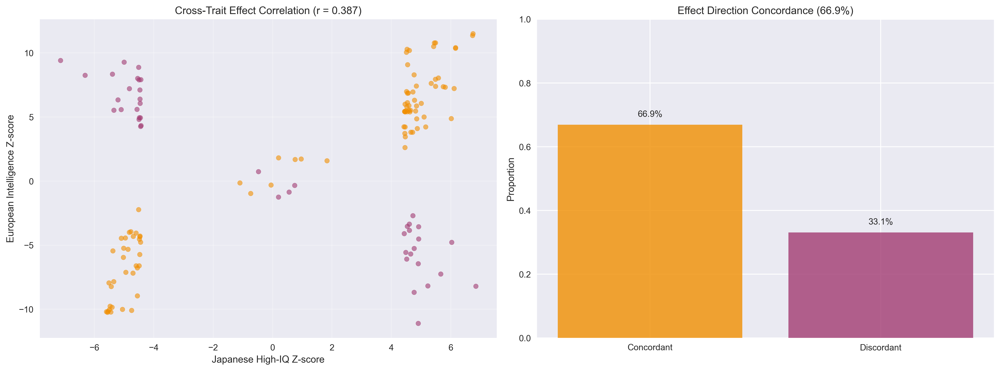 Cross-Trait Effect Correlation (r = 0.387)
European Intelligence Z-score
10
5
0
−5
−10
−6
−4
−2
0
2
4
6
Japanese High-IQ Z-score
Effect Direction Concordance (66.9%)
Proportion
1.0
0.8
0.6
0.4
0.2
0.0
66.9%
33.1%
Concordant
Discordant